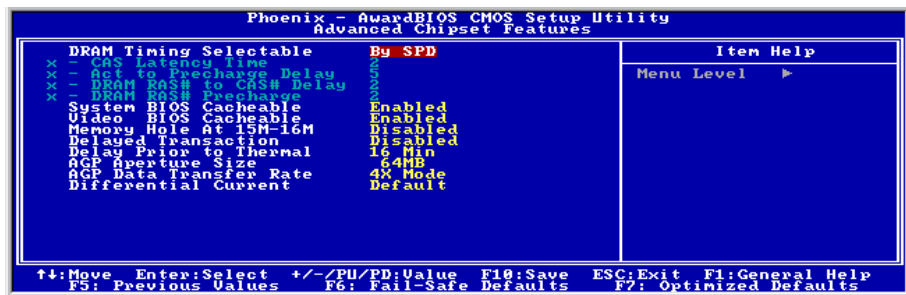 Phoenix - AwardBIOS CMOS Setup Utility
Advanced Chipset Features
DRAM Timing Selectable By SPD
x - CAS Latency Time 2
x - Act to Precharge Delay 5
x - DRAM RAS# to CAS# Delay 2
x - DRAM RAS# Precharge 2
System BIOS Cacheable Enabled
Video BIOS Cacheable Enabled
Memory Hole At 15M-16M Disabled
Delayed Transaction Disabled
Delay Prior to Thermal 16 Min
AGP Aperture Size 64MB
AGP Data Transfer Rate 4X Mode
Differential Current Default
Item Help
Menu Level ►
↑↓:Move Enter:Select +/-/PU/PD:Value F10:Save ESC:Exit F1:General Help
F5: Previous Values F6: Fail-Safe Defaults F7: Optimized Defaults